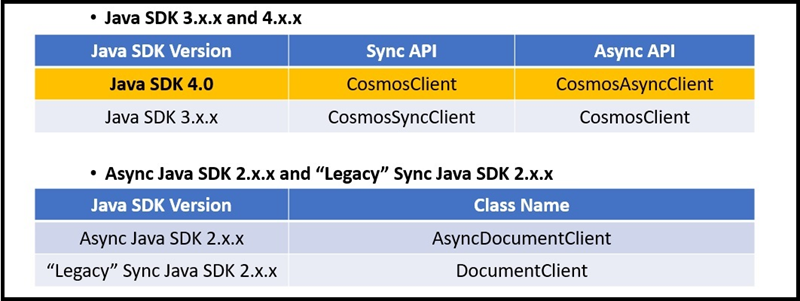 • Java SDK 3.x.x and 4.x.x
Java SDK Version Sync API Async API
Java SDK 4.0 CosmosClient CosmosAsyncClient
Java SDK 3.x.x CosmosSyncClient CosmosClient
• Async Java SDK 2.x.x and “Legacy” Sync Java SDK 2.x.x
Java SDK Version Class Name
Async Java SDK 2.x.x AsyncDocumentClient
“Legacy” Sync Java SDK 2.x.x DocumentClient